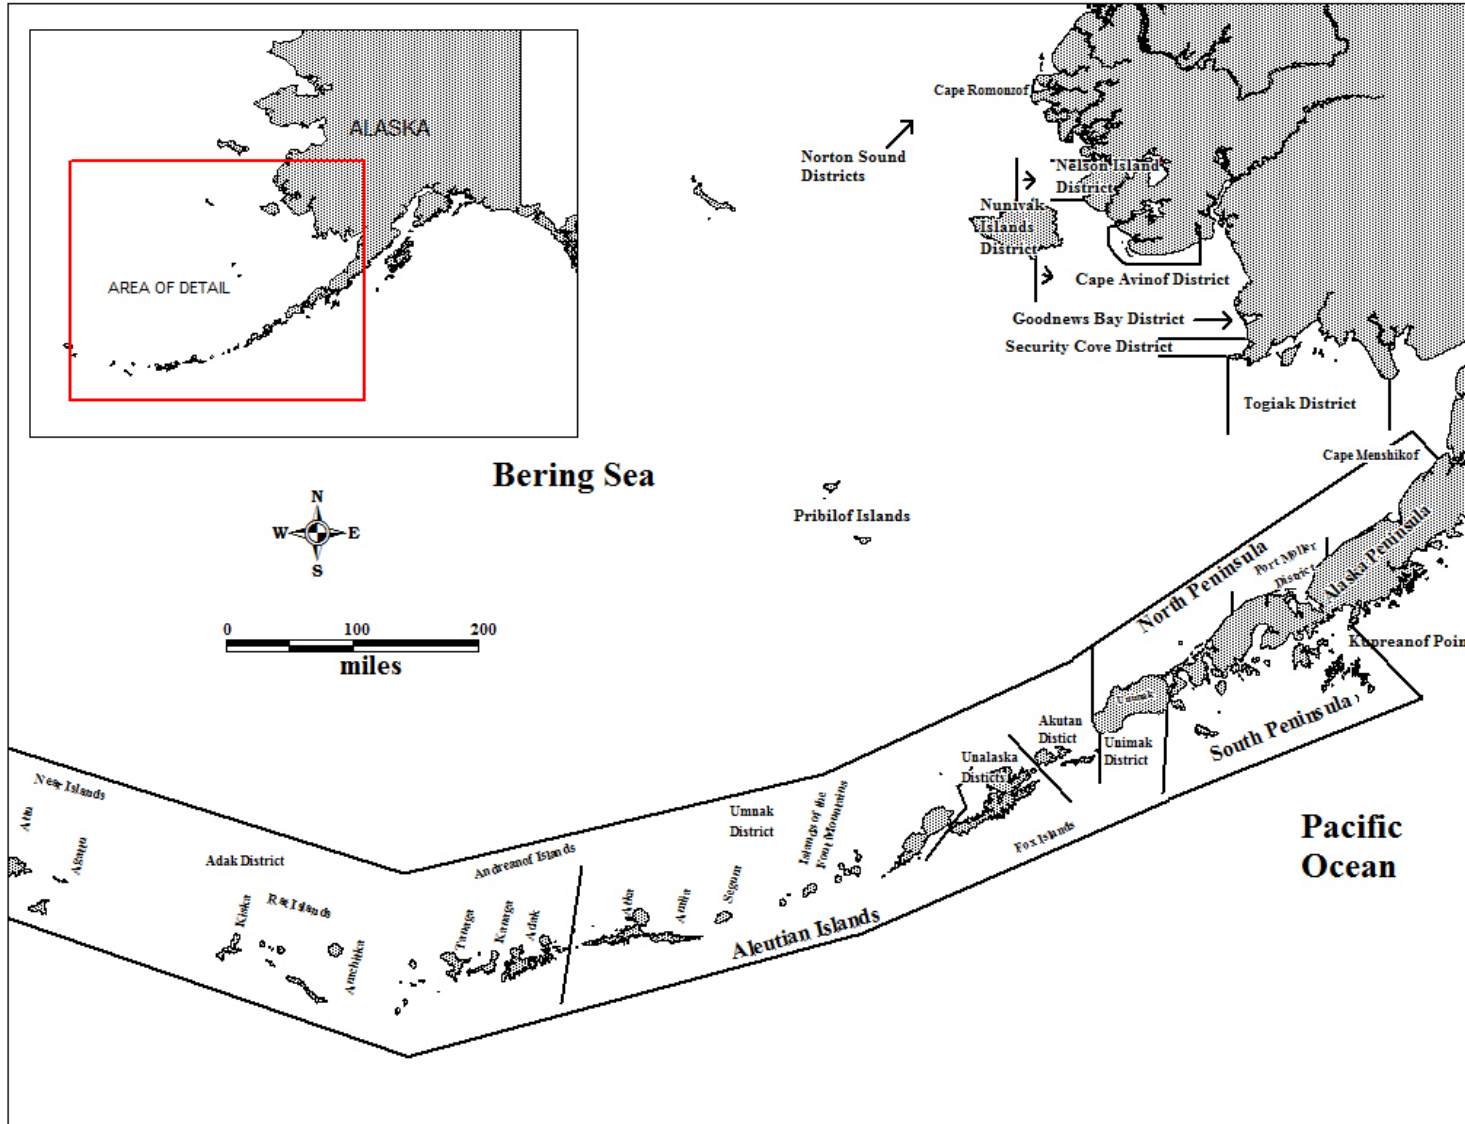 ALASKA
AREA OF DETAIL
Cape Romonzof
Norton Sound
Districts
Nelson Island
District
Nunivak
Islands
District
Cape Avinof District
Goodnews Bay District
Security Cove District
Togiak District
Cape Menshikof
Bering Sea
N
W
E
S
Pribilof Islands
0
100
200
miles
North Peninsula
Port Moller
District
Alaska Peninsula
Kupreanof Poin
South Peninsula
Unimak
District
Akutan
Distict
Unalaska
Disticts
Fox Islands
Pacific
Ocean
Near Islands
Attu
Adak District
Kiska
Rat Islands
Amchitka
Andreanof Islands
Tanaga
Kanaga
Adak
Umnak
District
Islands of the
Four Mountains
Atka
Amlia
Seguam
Aleutian Islands